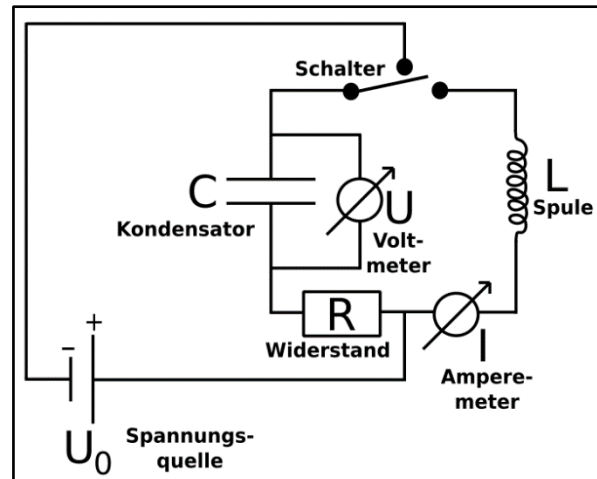 Schalter
C
Kondensator
U
Volt-
meter
L
Spule
R
Widerstand
I
Ampere-
meter
- +
U0
Spannungs-
quelle